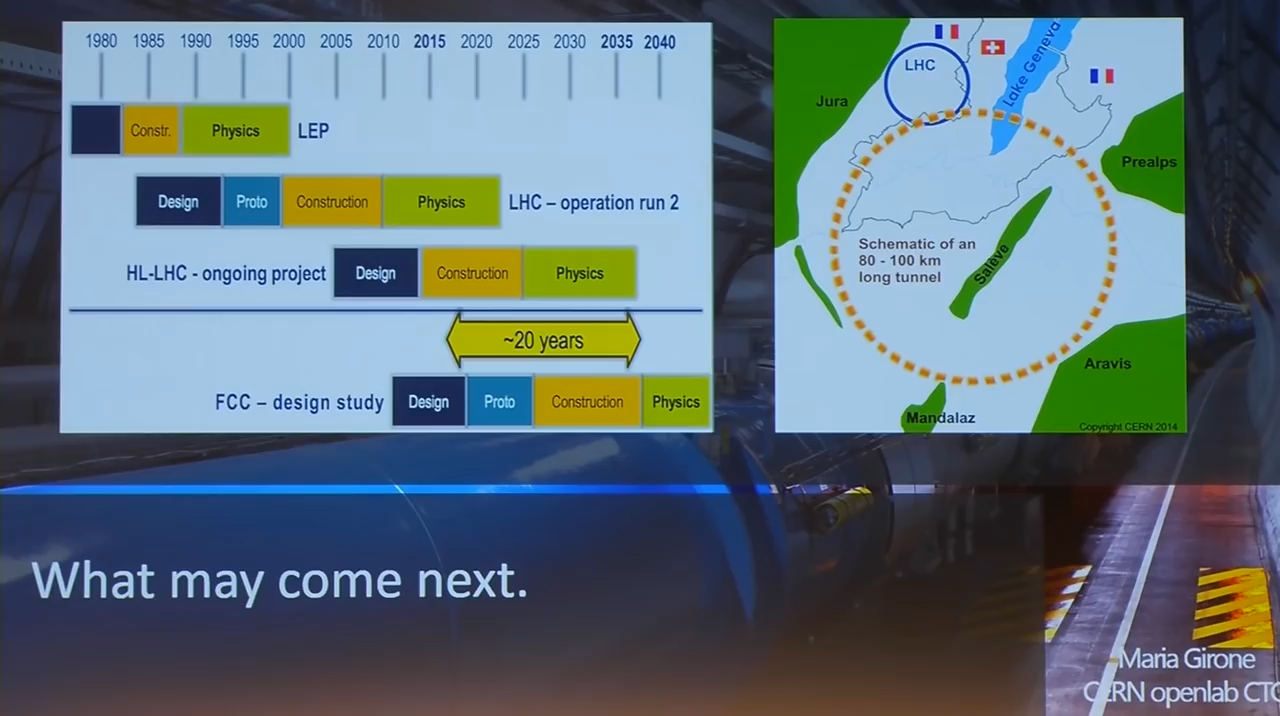 1980 1985 1990 1995 2000 2005 2010 2015 2020 2025 2030 2035 2040
Constr. Physics LEP
Design Proto Construction Physics LHC – operation run 2
HL-LHC - ongoing project Design Construction Physics
~20 years
FCC – design study Design Proto Construction Physics
LHC
Lake Geneva
Jura
Prealps
Schematic of an
80 - 100 km
long tunnel
Salève
Aravis
Mandalaz
Copyright CERN 2014
What may come next.
Maria Girone
CERN openlab CTO